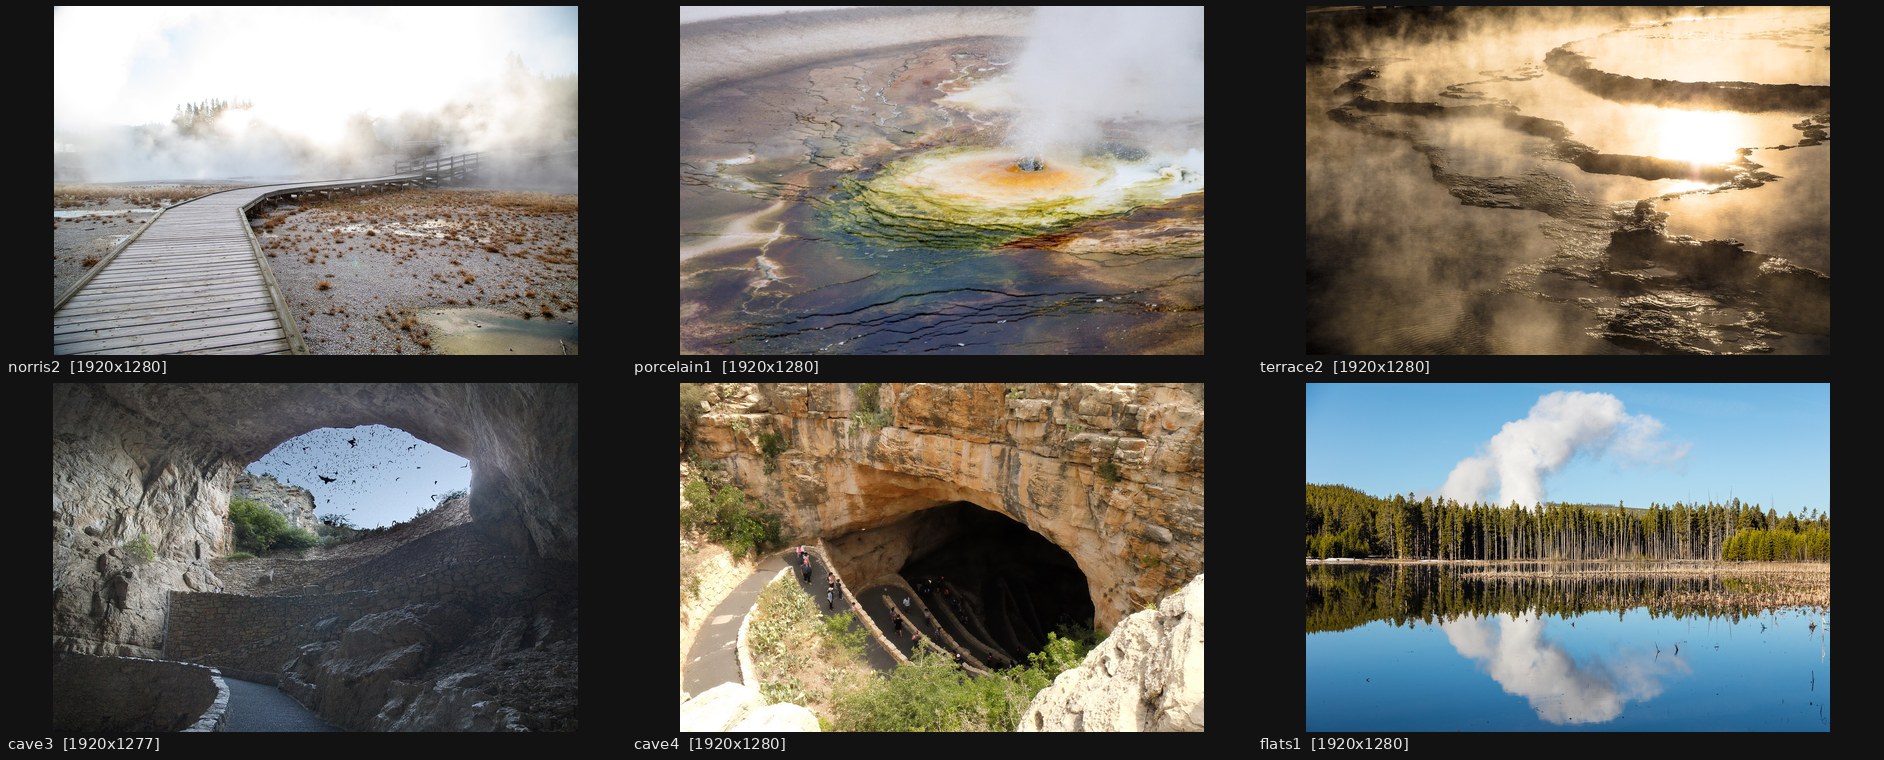 norris2 [1920x1280]
porcelain1 [1920x1280]
terrace2 [1920x1280]
cave3 [1920x1277]
cave4 [1920x1280]
flats1 [1920x1280]